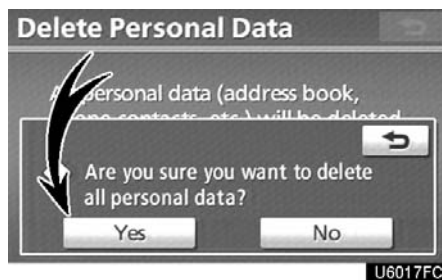 Delete Personal Data
personal data (address book,
Are you sure you want to delete
all personal data?
Yes
No
U6017FC